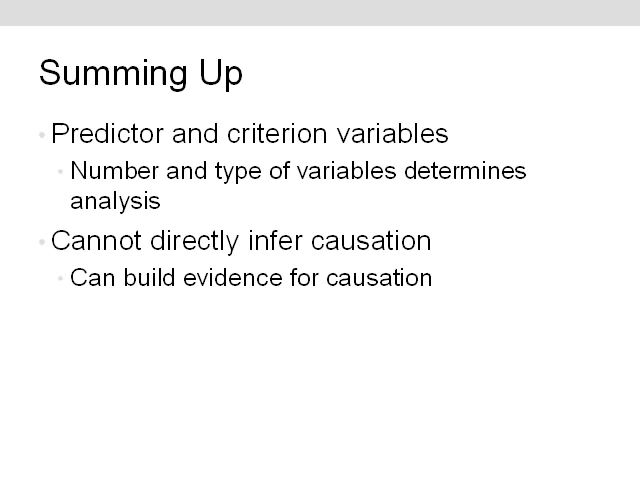 Summing Up
• Predictor and criterion variables
• Number and type of variables determines
analysis
• Cannot directly infer causation
• Can build evidence for causation